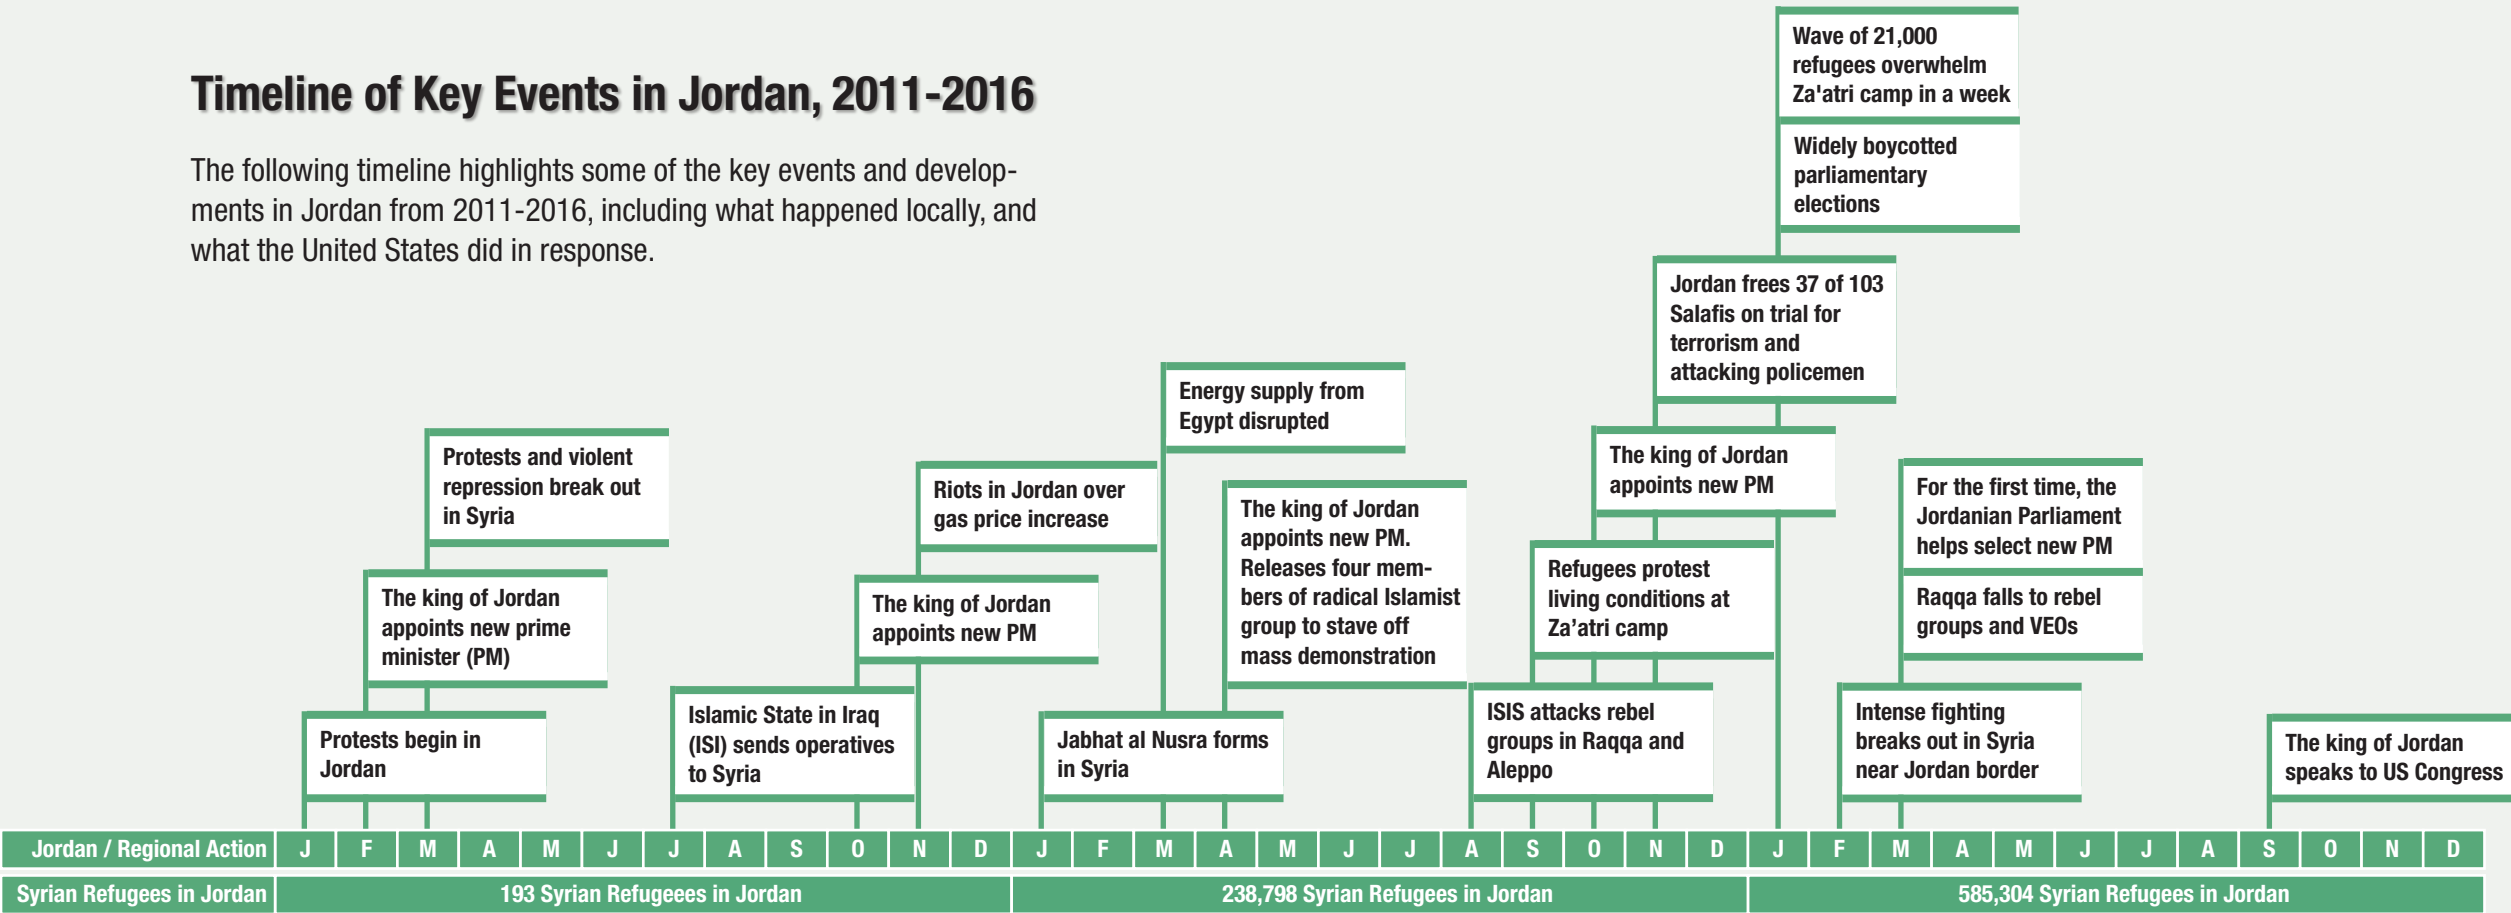 Timeline of Key Events in Jordan, 2011-2016
The following timeline highlights some of the key events and develop-
ments in Jordan from 2011-2016, including what happened locally, and
what the United States did in response.
Protests begin in
Jordan
The king of Jordan
appoints new prime
minister (PM)
Protests and violent
repression break out
in Syria
Islamic State in Iraq
(ISI) sends operatives
to Syria
The king of Jordan
appoints new PM
Riots in Jordan over
gas price increase
Jabhat al Nusra forms
in Syria
Energy supply from
Egypt disrupted
The king of Jordan
appoints new PM.
Releases four mem-
bers of radical Islamist
group to stave off
mass demonstration
ISIS attacks rebel
groups in Raqqa and
Aleppo
Refugees protest
living conditions at
Za’atri camp
The king of Jordan
appoints new PM
Jordan frees 37 of 103
Salafis on trial for
terrorism and
attacking policemen
Wave of 21,000
refugees overwhelm
Za'atri camp in a week
Widely boycotted
parliamentary
elections
Intense fighting
breaks out in Syria
near Jordan border
For the first time, the
Jordanian Parliament
helps select new PM
Raqqa falls to rebel
groups and VEOs
The king of Jordan
speaks to US Congress
Jordan / Regional Action J F M A M J J A S O N D J F M A M J J A S O N D J F M A M J J A S O N D
Syrian Refugees in Jordan 193 Syrian Refugeees in Jordan 238,798 Syrian Refugees in Jordan 585,304 Syrian Refugees in Jordan